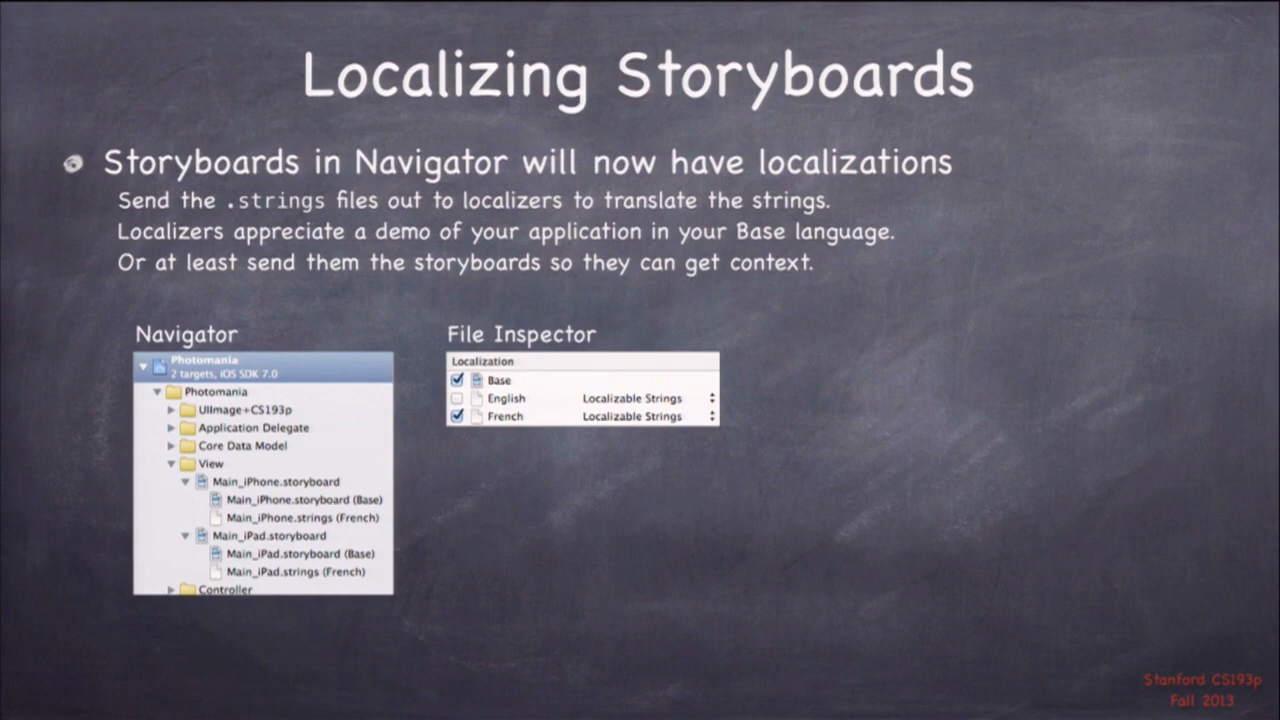 Localizing Storyboards
Storyboards in Navigator will now have localizations
Send the .strings files out to localizers to translate the strings.
Localizers appreciate a demo of your application in your Base language.
Or at least send them the storyboards so they can get context.
Navigator
Photomania
2 targets, iOS SDK 7.0
Photomania
UIImage+CS193p
Application Delegate
Core Data Model
View
Main_iPhone.storyboard
Main_iPhone.storyboard (Base)
Main_iPhone.strings (French)
Main_iPad.storyboard
Main_iPad.storyboard (Base)
Main_iPad.strings (French)
Controller
File Inspector
Localization
Base
English Localizable Strings
French Localizable Strings
Stanford CS193p
Fall 2013